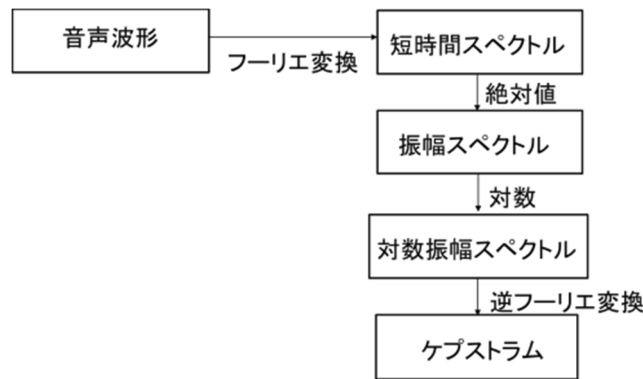 音声波形
フーリエ変換
短時間スペクトル
絶対値
振幅スペクトル
対数
対数振幅スペクトル
逆フーリエ変換
ケプストラム